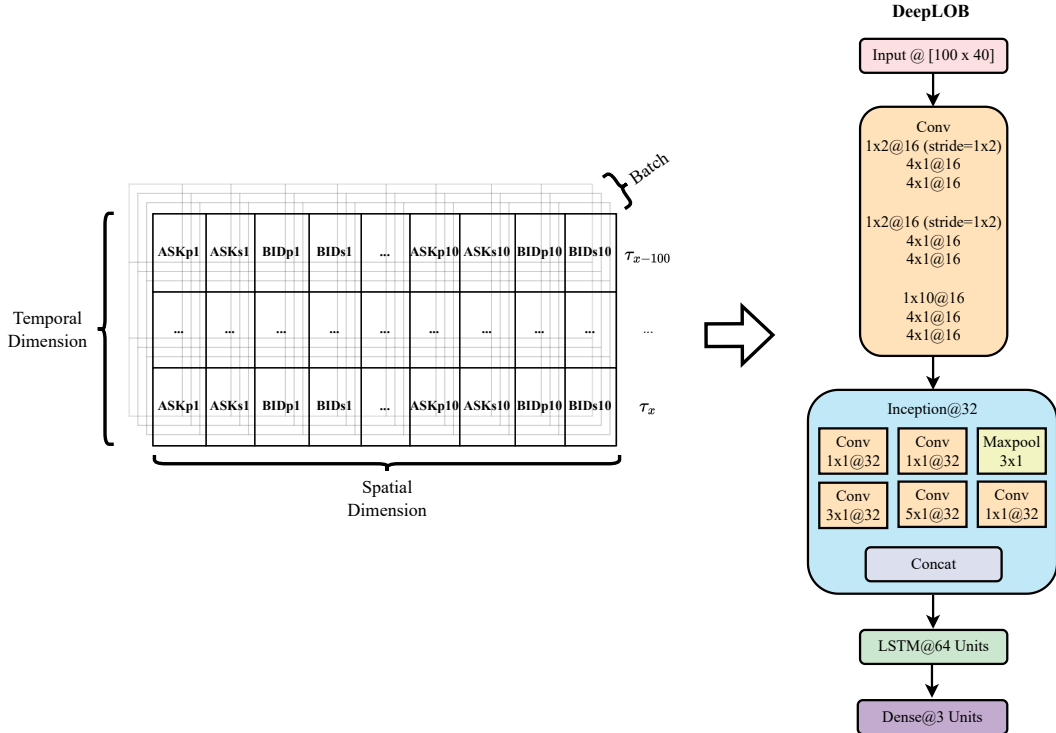 DeepLOB
Input @ [100 x 40]
Conv
1x2@16 (stride=1x2)
4x1@16
4x1@16
1x2@16 (stride=1x2)
4x1@16
4x1@16
1x10@16
4x1@16
4x1@16
Inception@32
Conv
1x1@32
Conv
1x1@32
Maxpool
3x1
Conv
3x1@32
Conv
5x1@32
Conv
1x1@32
Concat
LSTM@64 Units
Dense@3 Units
Batch
ASKp1 ASKs1 BIDp1 BIDs1 ... ASKp10 ASKs10 BIDp10 BIDs10 τx−100
... ... ... ... ... ... ... ... ... ...
ASKp1 ASKs1 BIDp1 BIDs1 ... ASKp10 ASKs10 BIDp10 BIDs10 τx
Temporal
Dimension
Spatial
Dimension